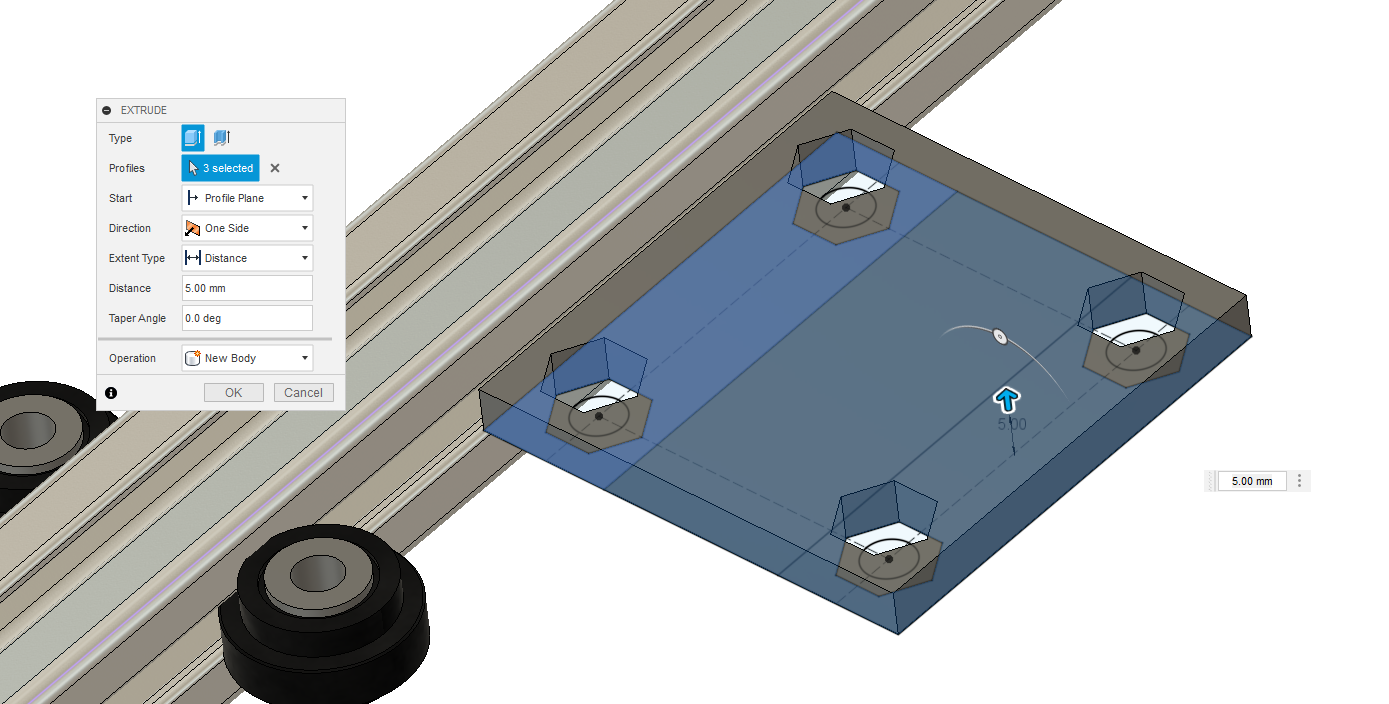 EXTRUDE
Type
Profiles 3 selected
Start Profile Plane
Direction One Side
Extent Type Distance
Distance 5.00 mm
Taper Angle 0.0 deg
Operation New Body
OK Cancel
5.00
5.00 mm